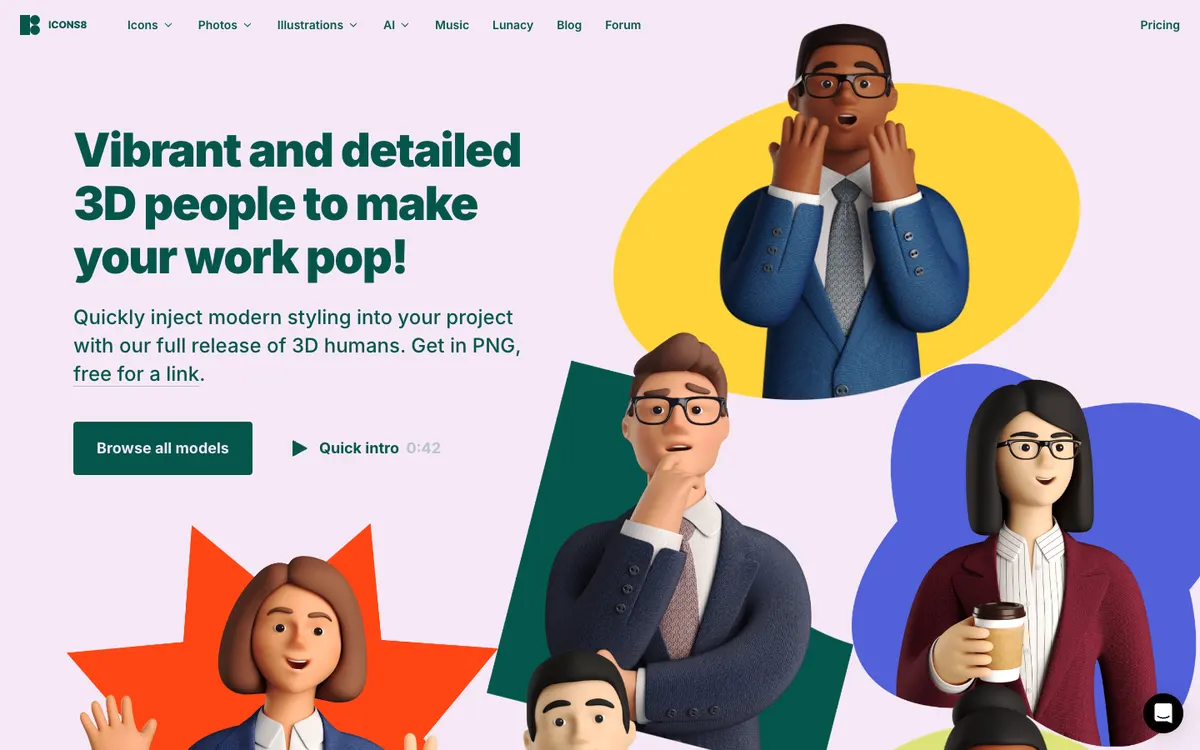 ICONS8
Icons
Photos
Illustrations
AI
Music
Lunacy
Blog
Forum
Pricing
Vibrant and detailed
3D people to make
your work pop!
Quickly inject modern styling into your project
with our full release of 3D humans. Get in PNG,
free for a link.
Browse all models
Quick intro 0:42